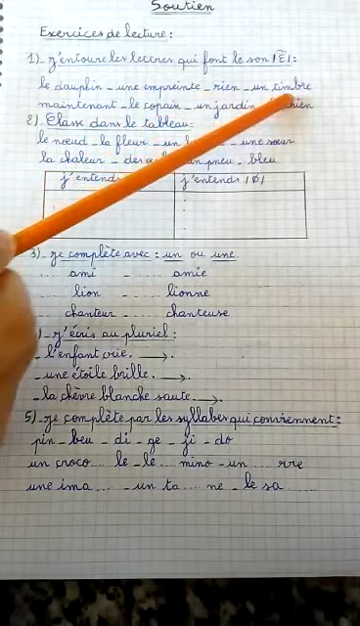 Soutien
Exercices de lecture :
1)_ j'entoure les lettres qui font le son |ɛ̃| :
le dauphin _ une empreinte _ rien _ un timbre
maintenant _ le copain _ un jardin
2)_ Classe dans le tableau :
le nœud _ la fleur _ un _ une sœur
la chaleur _ des un pneu _ bleu
j'entends j'entends |ø|
3)_ je complète avec : un ou une
.... ami - ..... amie
.... lion - ..... lionne
.... chanteur - ..... chanteuse
)_ j'écris au pluriel :
_ l'enfant crie. ⟶.
_ une étoile brille. ⟶.
_ la chèvre blanche saute ⟶.
5)_ je complète par les syllabes qui conviennent :
pin _ beu _ di _ ge _ ji _ do
un croco.... le _ le.... mino _ un .... rre
une ima.... _ un ta.... ne _ le sa......